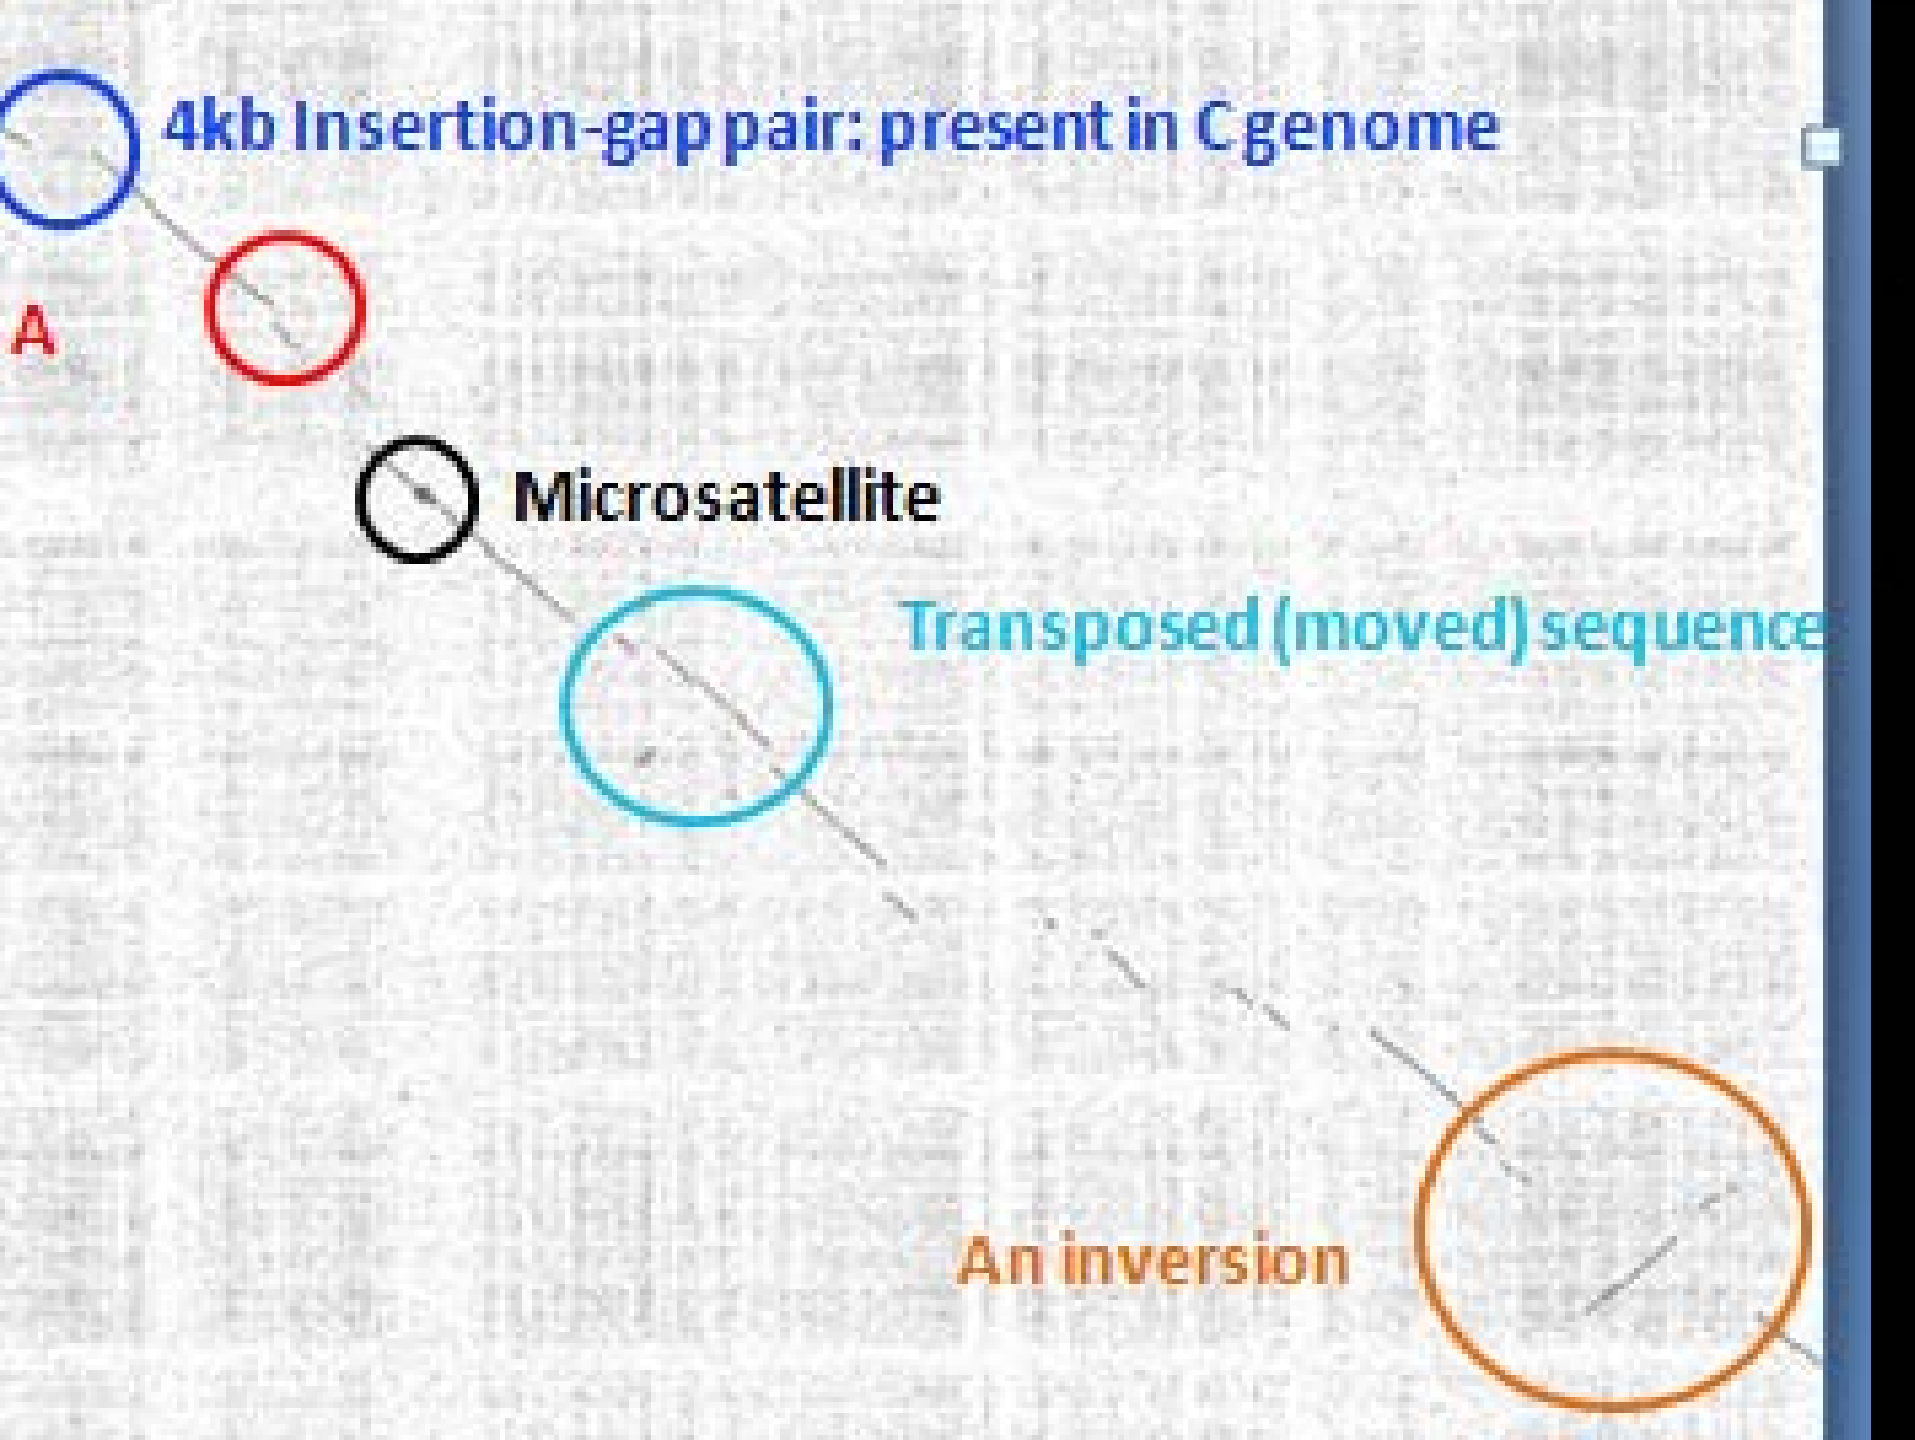 4kb Insertion-gap pair: present in C genome
A
Microsatellite
Transposed (moved) sequence
An inversion